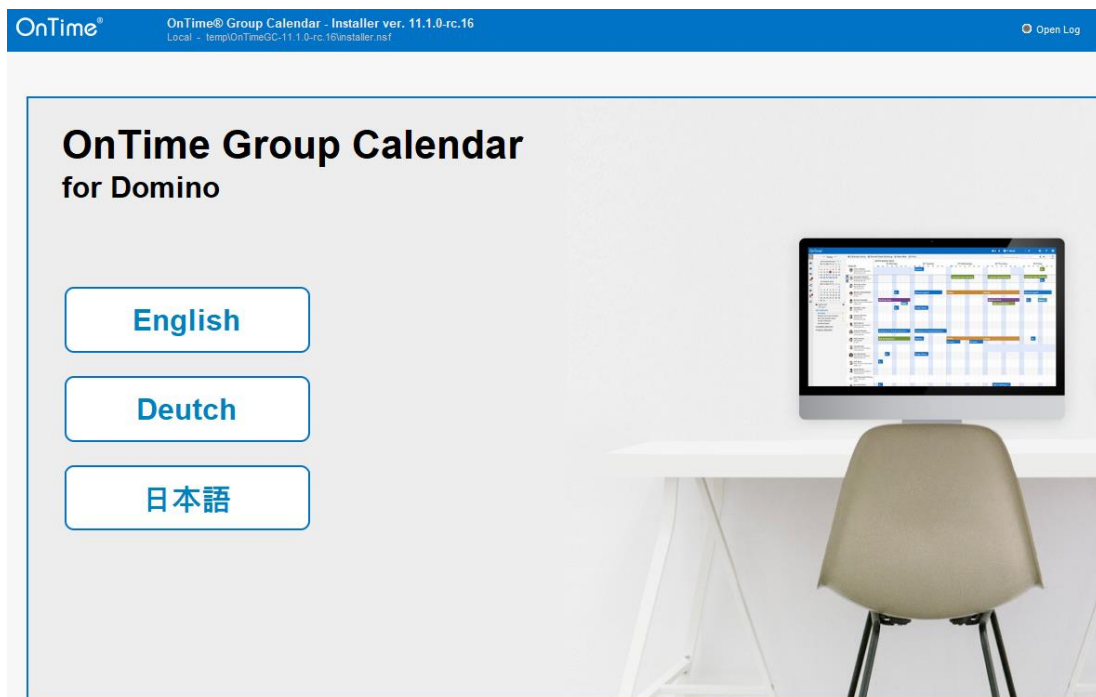 OnTime®
OnTime® Group Calendar - Installer ver. 11.1.0-rc.16
Local - temp\OnTimeGC-11.1.0-rc.16\installer.nsf
Open Log
OnTime Group Calendar
for Domino
English
Deutch
日本語